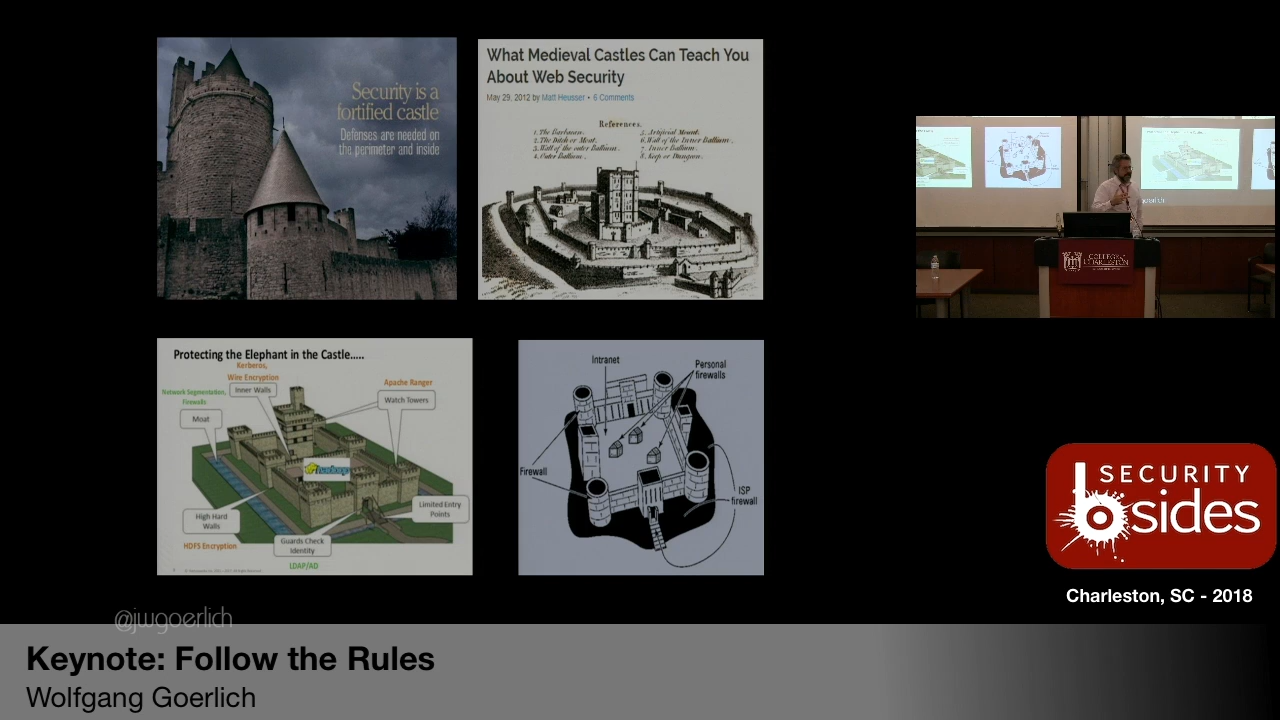 Security is a
fortified castle
Defenses are needed on
the perimeter and inside
What Medieval Castles Can Teach You
About Web Security
May 29, 2012 by Matt Heusser • 6 Comments
References.
1. The Barbacan.
2. The Ditch or Moat.
3. Wall of the outer Ballium.
4. Outer Ballium.
5. Artificial Mount.
6. Wall of the Inner Ballium.
7. Inner Ballium.
8. Keep or Dungeon.
Protecting the Elephant in the Castle.....
Kerberos,
Wire Encryption
Inner Walls
Apache Ranger
Watch Towers
Network Segmentation,
Firewalls
Moat
hadoop
High Hard
Walls
HDFS Encryption
Guards Check
Identity
LDAP/AD
Limited Entry
Points
Intranet
Personal
firewalls
Firewall
ISP
firewall
COLLEGE of
CHARLESTON
SECURITY
bsides
Charleston, SC - 2018
@jwgoerlich
Keynote: Follow the Rules
Wolfgang Goerlich